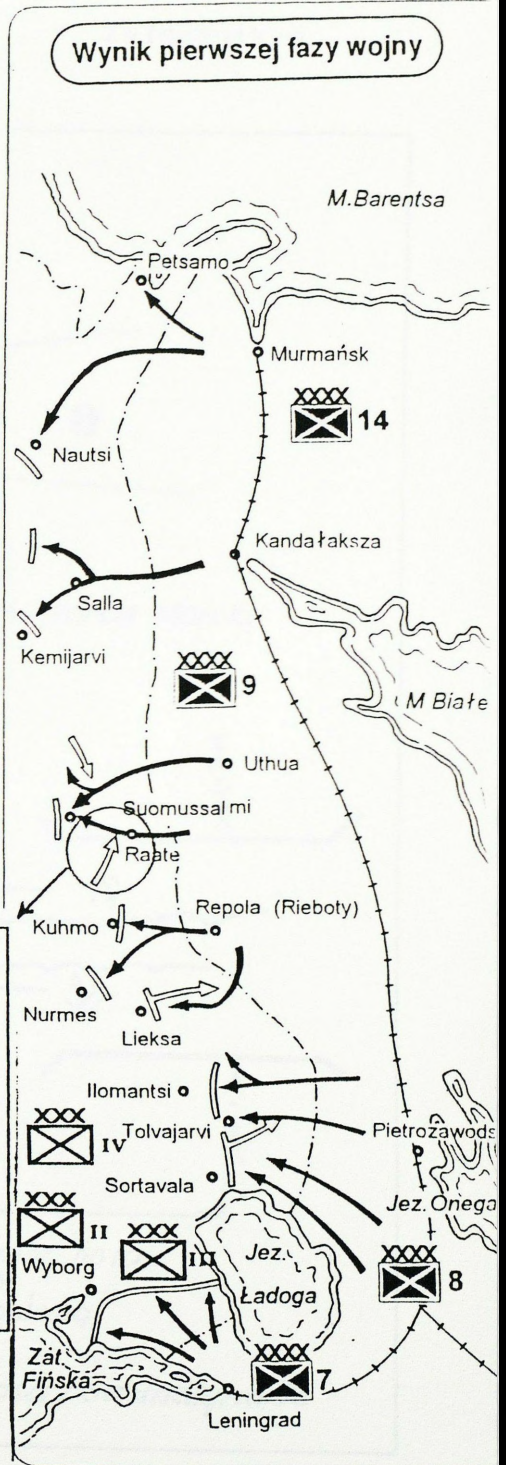 Wynik pierwszej fazy wojny
M.Barentsa
Petsamo
Murmańsk
XXXX
14
Nautsi
Kandałaksza
Salla
Kemijarvi
XXXX
9
M Białe
Uthua
Suomussalmi
Raate
Repola (Rieboty)
Kuhmo
Nurmes
Lieksa
Ilomantsi
XXX
IV
Tolvajarvi
Pietrozawods
Sortavala
XXX
II
Jez. Onega
XXX
III
Wyborg
Jez.
Ładoga
XXXX
8
Zat.
Fińska
XXXX
7
Leningrad